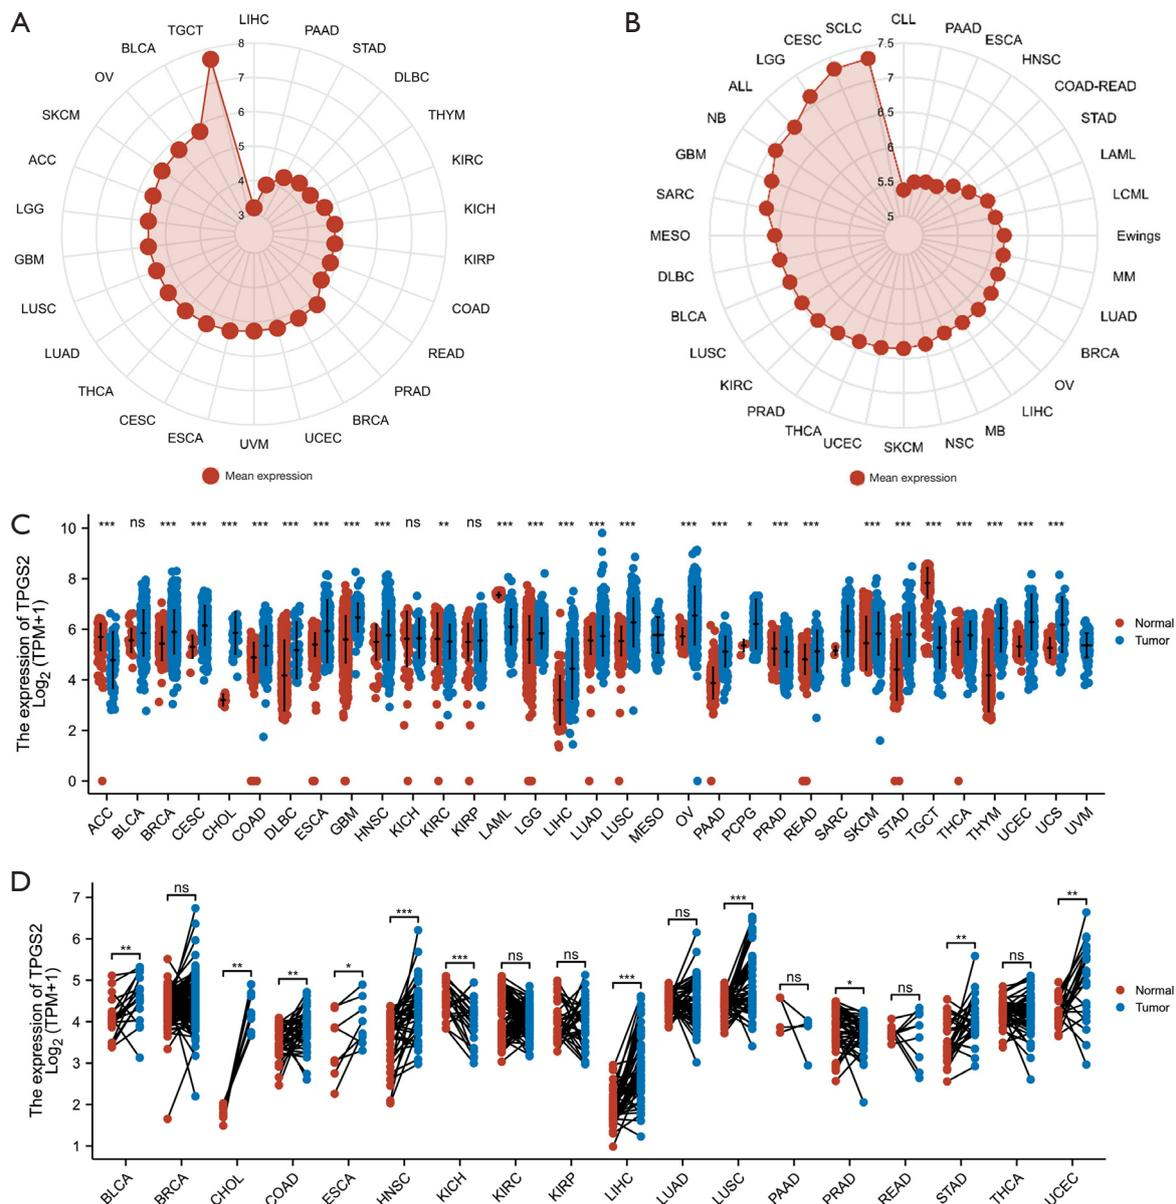 A
LIHC
PAAD
STAD
DLBC
THYM
KIRC
KICH
KIRP
COAD
READ
PRAD
BRCA
UCEC
UVM
ESCA
CESC
THCA
LUAD
LUSC
GBM
LGG
ACC
SKCM
OV
BLCA
TGCT
8
7
6
5
4
3
Mean expression
B
CLL
PAAD
ESCA
HNSC
COAD-READ
STAD
LAML
LCML
Ewings
MM
LUAD
BRCA
OV
LIHC
MB
NSC
SKCM
UCEC
THCA
PRAD
KIRC
LUSC
BLCA
DLBC
MESO
SARC
GBM
NB
ALL
LGG
CESC
SCLC
7.5
7
6.5
6
5.5
5
Mean expression
C
The expression of TPGS2
Log2 (TPM+1)
10
8
6
4
2
0
*** ns *** *** *** *** *** *** *** *** ns ** ns *** *** *** *** *** *** *** * *** *** *** *** *** *** *** *** ***
ACC BLCA BRCA CESC CHOL COAD DLBC ESCA GBM HNSC KICH KIRC KIRP LAML LGG LIHC LUAD LUSC MESO OV PAAD PCPG PRAD READ SARC SKCM STAD TGCT THCA THYM UCEC UCS UVM
Normal
Tumor
D
The expression of TPGS2
Log2 (TPM+1)
7
6
5
4
3
2
1
** ns ** ** * *** *** ns ns *** ns *** ns * ns ** ns **
BLCA BRCA CHOL COAD ESCA HNSC KICH KIRC KIRP LIHC LUAD LUSC PAAD PRAD READ STAD THCA UCEC
Normal
Tumor